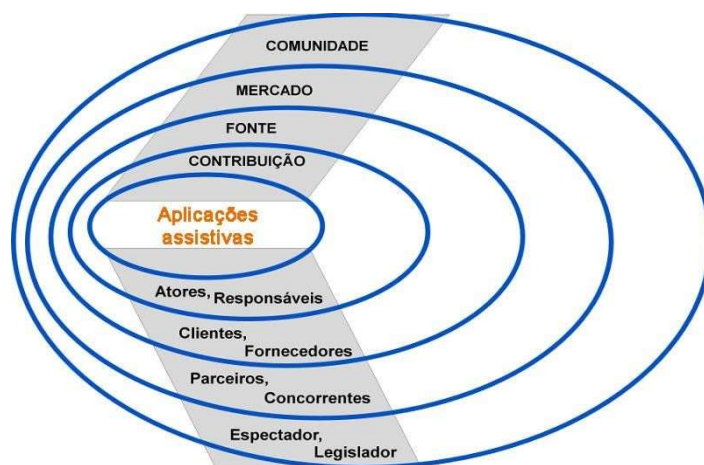 COMUNIDADE
MERCADO
FONTE
CONTRIBUIÇÃO
Aplicações
assistivas
Atores, Responsáveis
Clientes,
Fornecedores
Parceiros,
Concorrentes
Espectador,
Legislador